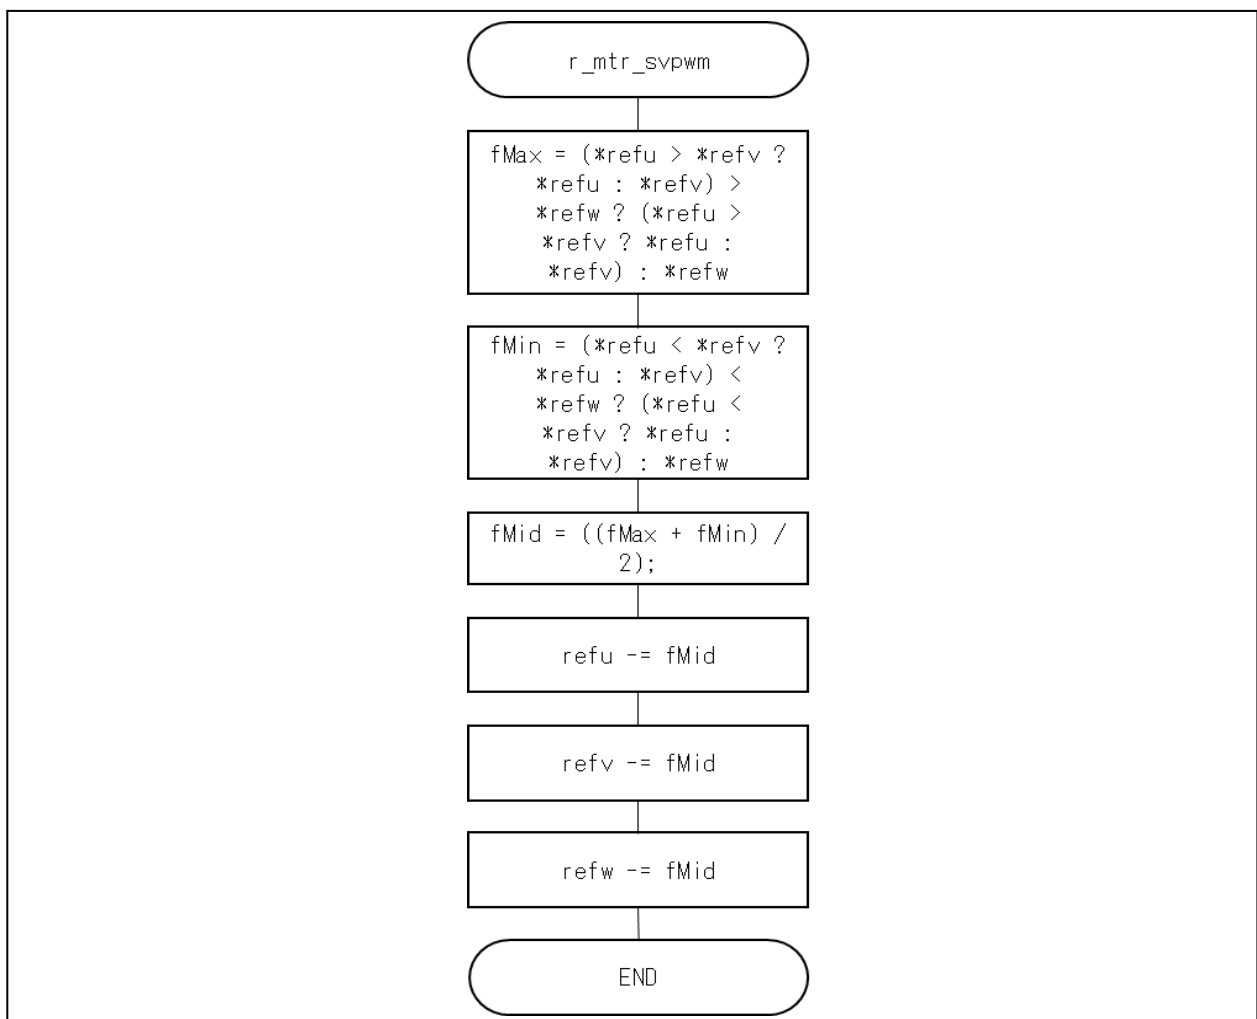 r_mtr_svpwm
fMax = (*refu > *refv ?
*refu : *refv) >
*refw ? (*refu >
*refv ? *refu :
*refv) : *refw
fMin = (*refu < *refv ?
*refu : *refv) <
*refw ? (*refu <
*refv ? *refu :
*refv) : *refw
fMid = ((fMax + fMin) /
2);
refu -= fMid
refv -= fMid
refw -= fMid
END